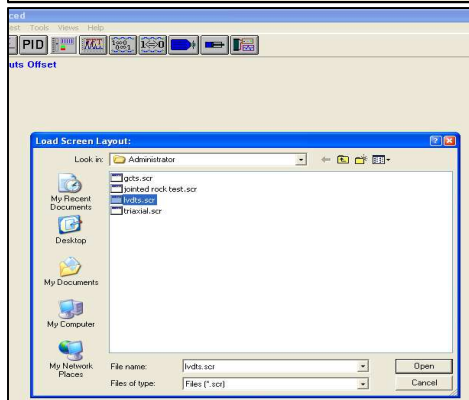 ced
est Tools Views Help
PID
uts Offset
Load Screen Layout:
Look in: Administrator
gcts.scr
jointed rock test.scr
lvdts.scr
triaxial.scr
My Recent
Documents
Desktop
My Documents
My Computer
My Network
Places
File name: lvdts.scr Open
Files of type: Files (*.scr) Cancel